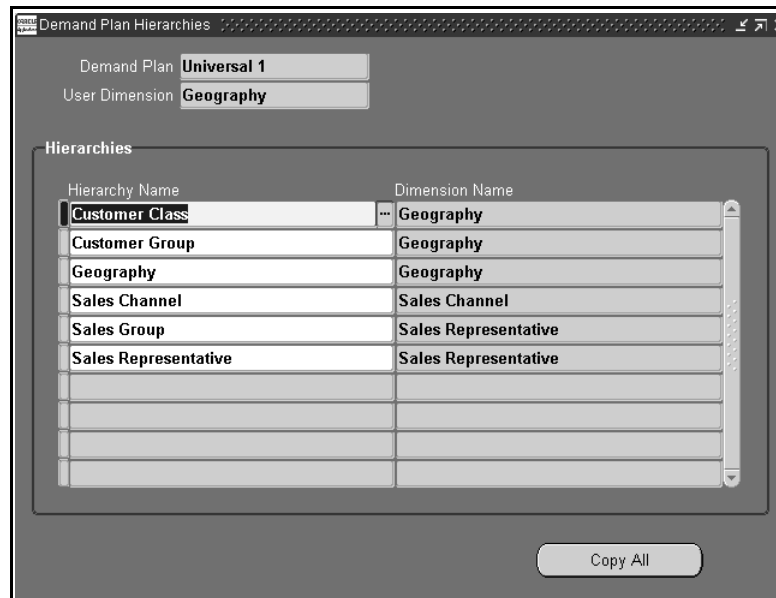 Demand Plan Hierarchies
Demand Plan Universal 1
User Dimension Geography
Hierarchies
Hierarchy Name Dimension Name
Customer Class ... Geography
Customer Group Geography
Geography Geography
Sales Channel Sales Channel
Sales Group Sales Representative
Sales Representative Sales Representative
Copy All